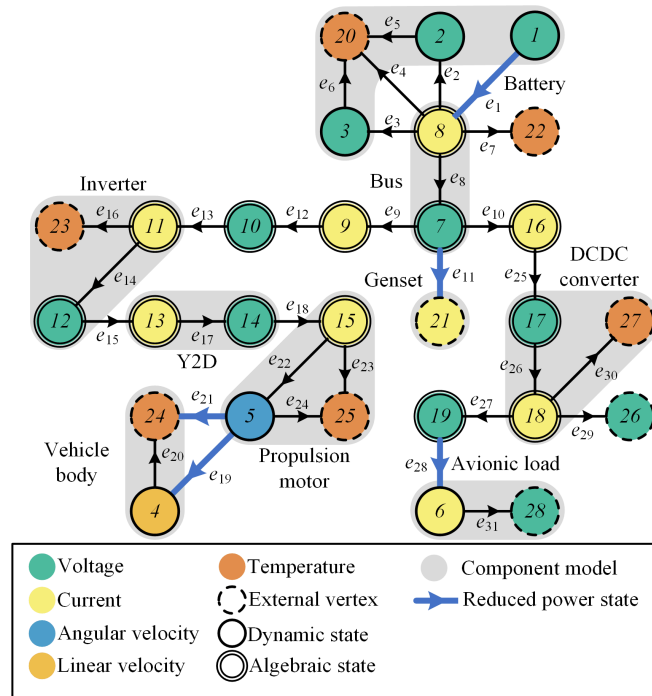 20 e5 2 1
e4 e2 Battery
e6 e1
3 e3 8 e7 22
Inverter Bus e8 DCDC
converter
23 e16 11 e13 10 e12 9 e9 7 e10 16
e14 Genset e11 e25
12 e15 13 e17 14 e18 15 21 17 27
Y2D e22 e23 e26 e30
24 e21 5 e24 25 19 e27 18 e29 26
Vehicle
body
e20 e19 Propulsion
motor
e28 Avionic load
4 6 e31 28
Voltage Temperature Component model
Current External vertex Reduced power state
Angular velocity Dynamic state
Linear velocity Algebraic state